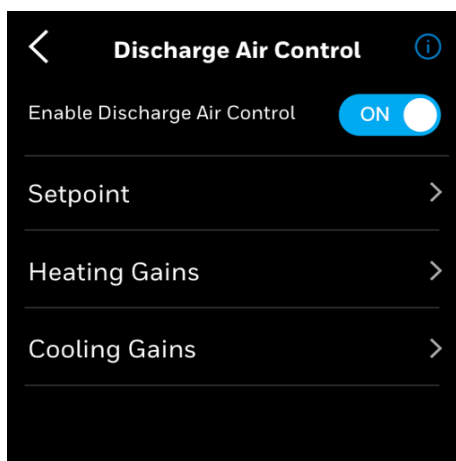 Discharge Air Control
Enable Discharge Air Control ON
Setpoint
Heating Gains
Cooling Gains